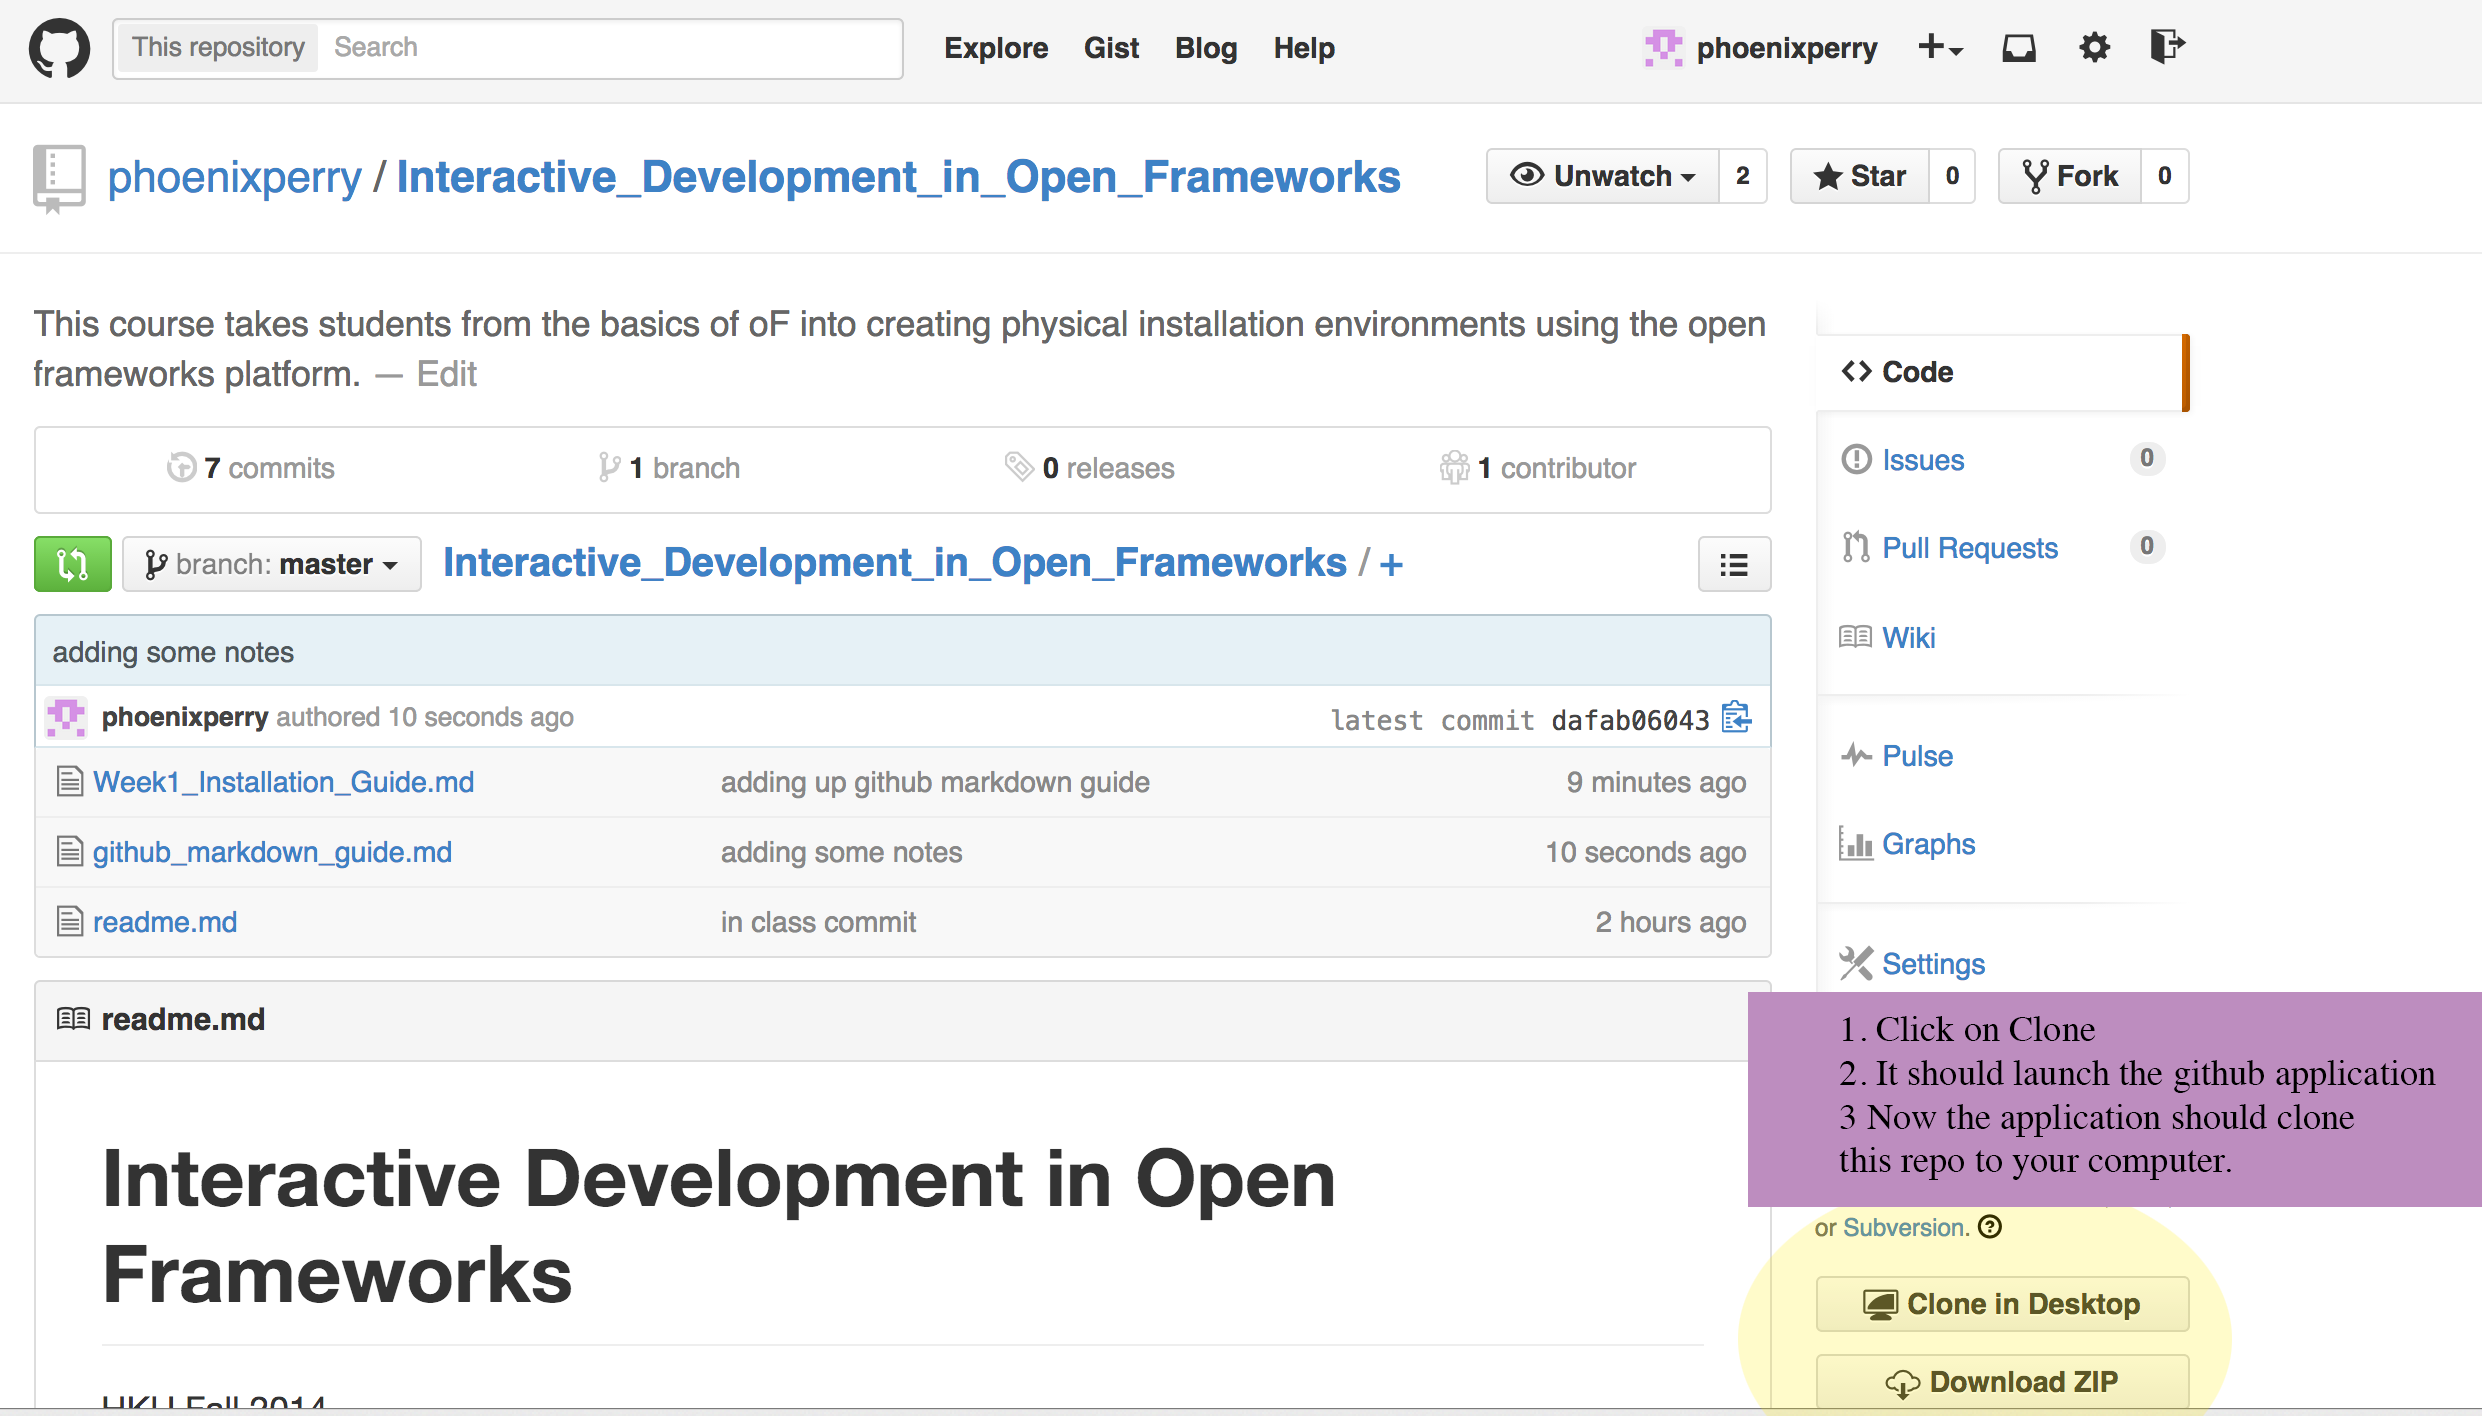 This repository Search Explore Gist Blog Help phoenixperry
phoenixperry / Interactive_Development_in_Open_Frameworks Unwatch 2 Star 0 Fork 0
This course takes students from the basics of oF into creating physical installation environments using the open
frameworks platform. — Edit
7 commits 1 branch 0 releases 1 contributor
branch: master Interactive_Development_in_Open_Frameworks / +
adding some notes
phoenixperry authored 10 seconds ago latest commit dafab06043
Week1_Installation_Guide.md adding up github markdown guide 9 minutes ago
github_markdown_guide.md adding some notes 10 seconds ago
readme.md in class commit 2 hours ago
readme.md
Interactive Development in Open
Frameworks
HKU Fall 2014
Code
Issues 0
Pull Requests 0
Wiki
Pulse
Graphs
Settings
1. Click on Clone
2. It should launch the github application
3 Now the application should clone
this repo to your computer.
or Subversion.
Clone in Desktop
Download ZIP